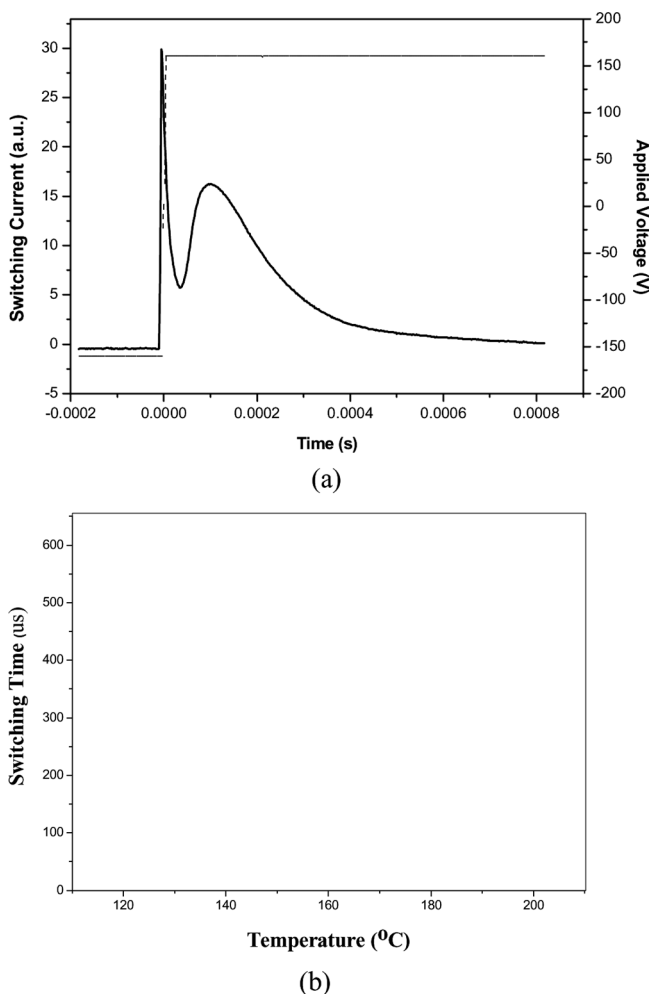 30
25
20
15
10
5
0
-5
Switching Current (a.u.)
200
150
100
50
0
-50
-100
-150
-200
Applied Voltage (V)
-0.0002 0.0000 0.0002 0.0004 0.0006 0.0008
Time (s)
(a)
600
500
400
300
200
100
0
Switching Time (us)
120 140 160 180 200
Temperature (ºC)
(b)